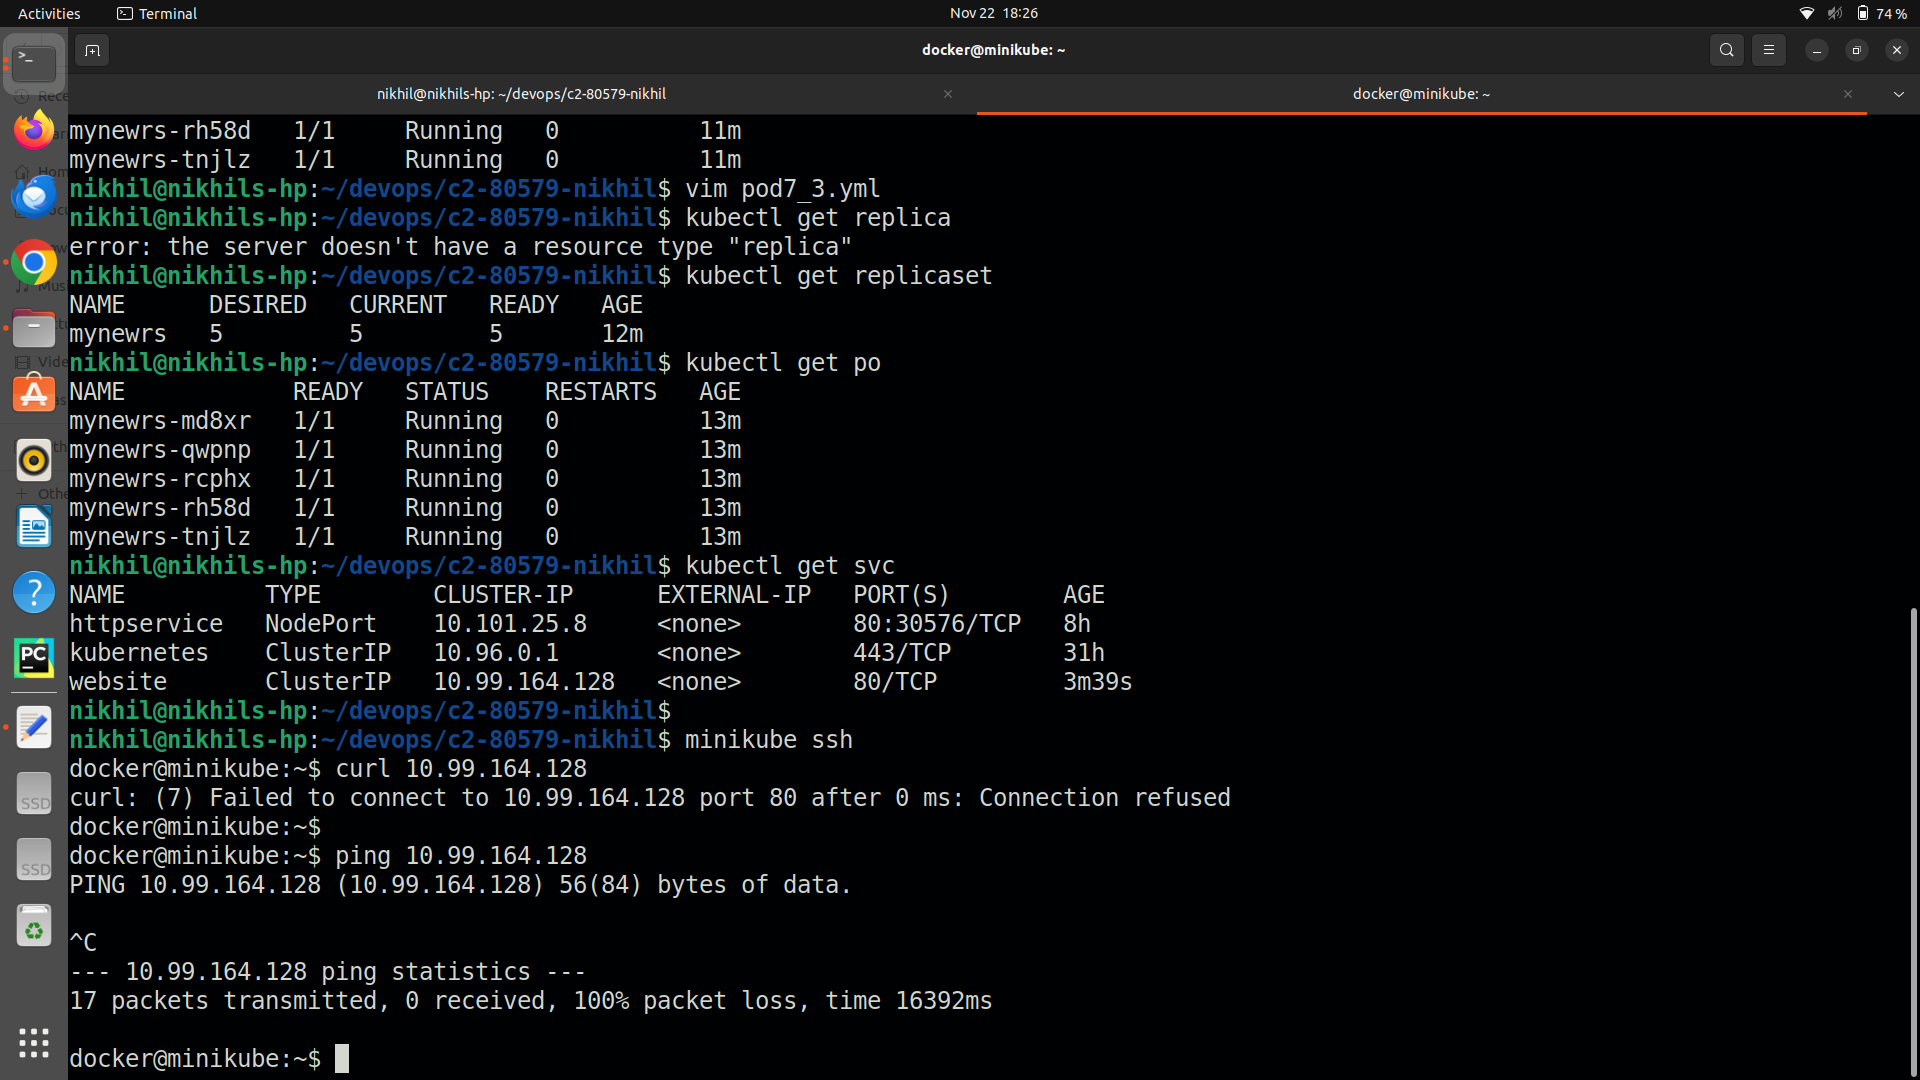 Activities
Terminal
Nov 22 18:26
74 %
docker@minikube: ~
nikhil@nikhils-hp: ~/devops/c2-80579-nikhil
docker@minikube: ~
mynewrs-rh58d 1/1 Running 0 11m
mynewrs-tnjlz 1/1 Running 0 11m
nikhil@nikhils-hp:~/devops/c2-80579-nikhil$ vim pod7_3.yml
nikhil@nikhils-hp:~/devops/c2-80579-nikhil$ kubectl get replica
error: the server doesn't have a resource type "replica"
nikhil@nikhils-hp:~/devops/c2-80579-nikhil$ kubectl get replicaset
NAME DESIRED CURRENT READY AGE
mynewrs 5 5 5 12m
nikhil@nikhils-hp:~/devops/c2-80579-nikhil$ kubectl get po
NAME READY STATUS RESTARTS AGE
mynewrs-md8xr 1/1 Running 0 13m
mynewrs-qwpnp 1/1 Running 0 13m
mynewrs-rcphx 1/1 Running 0 13m
mynewrs-rh58d 1/1 Running 0 13m
mynewrs-tnjlz 1/1 Running 0 13m
nikhil@nikhils-hp:~/devops/c2-80579-nikhil$ kubectl get svc
NAME TYPE CLUSTER-IP EXTERNAL-IP PORT(S) AGE
httpservice NodePort 10.101.25.8 <none> 80:30576/TCP 8h
kubernetes ClusterIP 10.96.0.1 <none> 443/TCP 31h
website ClusterIP 10.99.164.128 <none> 80/TCP 3m39s
nikhil@nikhils-hp:~/devops/c2-80579-nikhil$
nikhil@nikhils-hp:~/devops/c2-80579-nikhil$ minikube ssh
docker@minikube:~$ curl 10.99.164.128
curl: (7) Failed to connect to 10.99.164.128 port 80 after 0 ms: Connection refused
docker@minikube:~$
docker@minikube:~$ ping 10.99.164.128
PING 10.99.164.128 (10.99.164.128) 56(84) bytes of data.
^C
--- 10.99.164.128 ping statistics ---
17 packets transmitted, 0 received, 100% packet loss, time 16392ms
docker@minikube:~$
PC
SSD
SSD